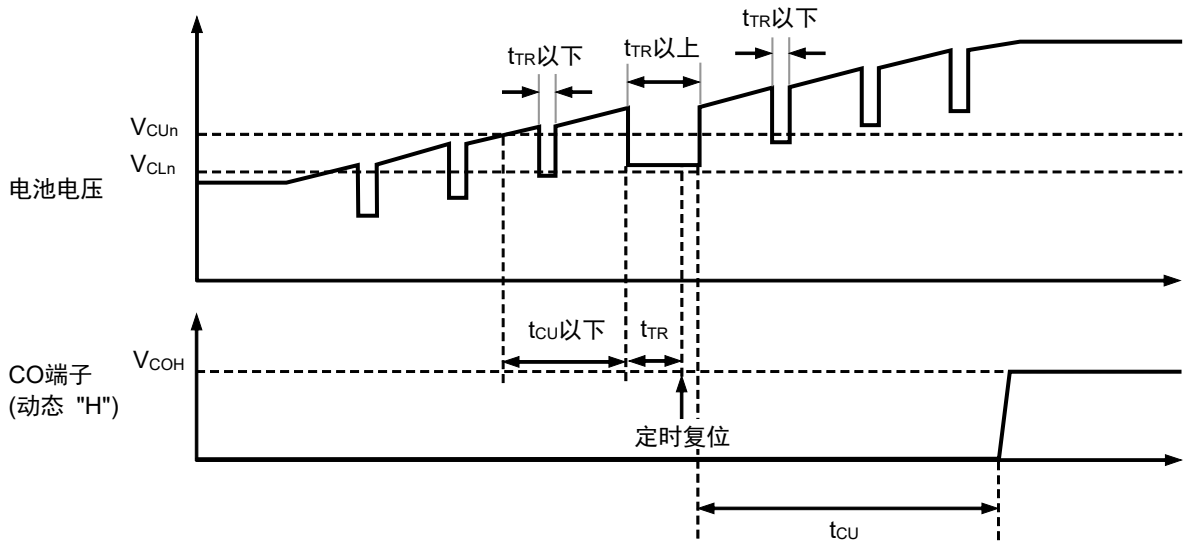 tTR以下
tTR以下
tTR以上
VCUn
VCLn
电池电压
tCU以下
tTR
VCOH
CO端子
(动态 "H")
定时复位
tCU